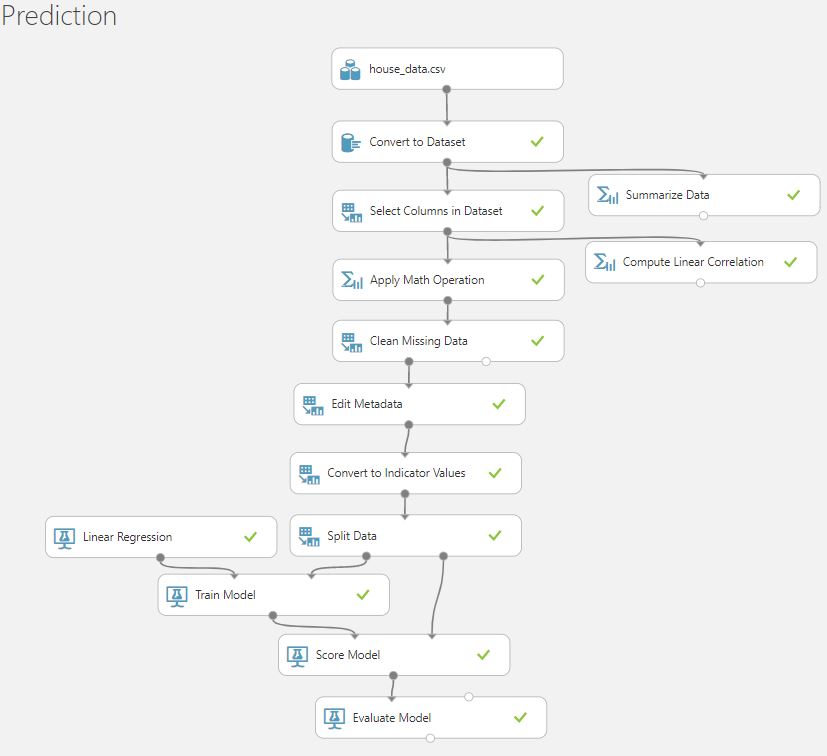 Prediction
house_data.csv
Convert to Dataset
Summarize Data
Select Columns in Dataset
Compute Linear Correlation
Apply Math Operation
Clean Missing Data
Edit Metadata
Convert to Indicator Values
Linear Regression
Split Data
Train Model
Score Model
Evaluate Model